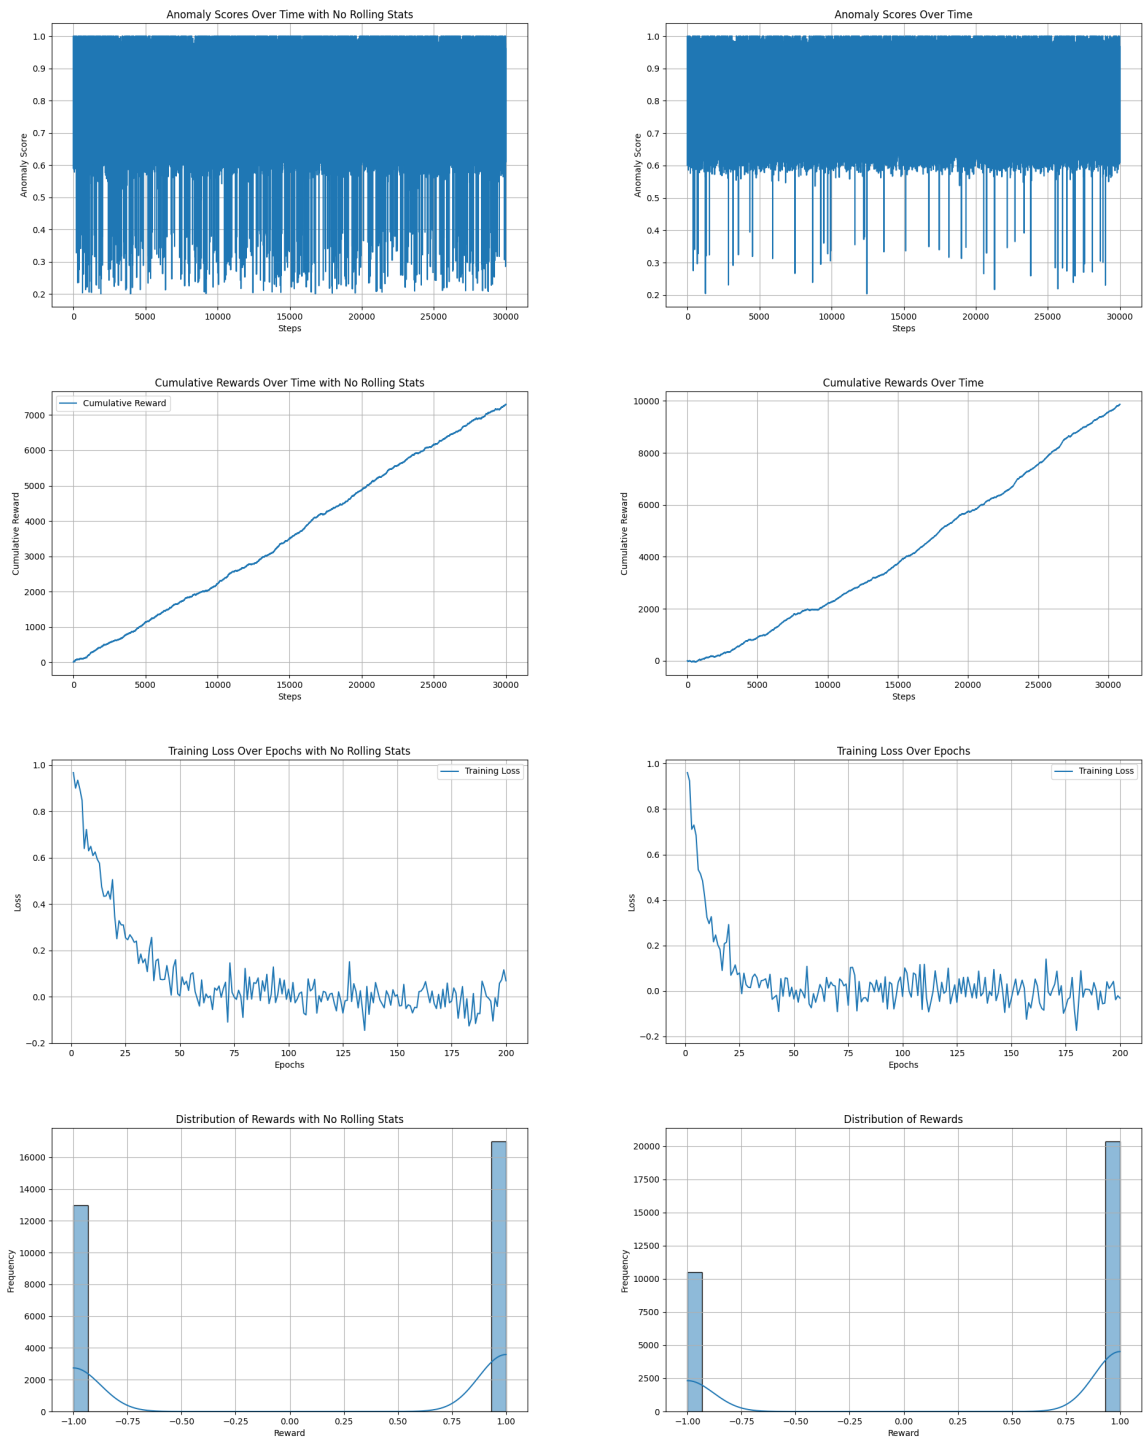 Anomaly Scores Over Time with No Rolling Stats
1.0
0.9
0.8
0.7
0.6
0.5
0.4
0.3
0.2
Anomaly Score
0 5000 10000 15000 20000 25000 30000
Steps
Anomaly Scores Over Time
1.0
0.9
0.8
0.7
0.6
0.5
0.4
0.3
0.2
Anomaly Score
0 5000 10000 15000 20000 25000 30000
Steps
Cumulative Rewards Over Time with No Rolling Stats
Cumulative Reward
7000
6000
5000
4000
3000
2000
1000
0
Cumulative Reward
0 5000 10000 15000 20000 25000 30000
Steps
Cumulative Rewards Over Time
10000
8000
6000
4000
2000
0
Cumulative Reward
0 5000 10000 15000 20000 25000 30000
Steps
Training Loss Over Epochs with No Rolling Stats
Training Loss
1.0
0.8
0.6
0.4
0.2
0.0
−0.2
Loss
0 25 50 75 100 125 150 175 200
Epochs
Training Loss Over Epochs
Training Loss
1.0
0.8
0.6
0.4
0.2
0.0
−0.2
Loss
0 25 50 75 100 125 150 175 200
Epochs
Distribution of Rewards with No Rolling Stats
16000
14000
12000
10000
8000
6000
4000
2000
0
Frequency
−1.00 −0.75 −0.50 −0.25 0.00 0.25 0.50 0.75 1.00
Reward
Distribution of Rewards
20000
17500
15000
12500
10000
7500
5000
2500
0
Frequency
−1.00 −0.75 −0.50 −0.25 0.00 0.25 0.50 0.75 1.00
Reward